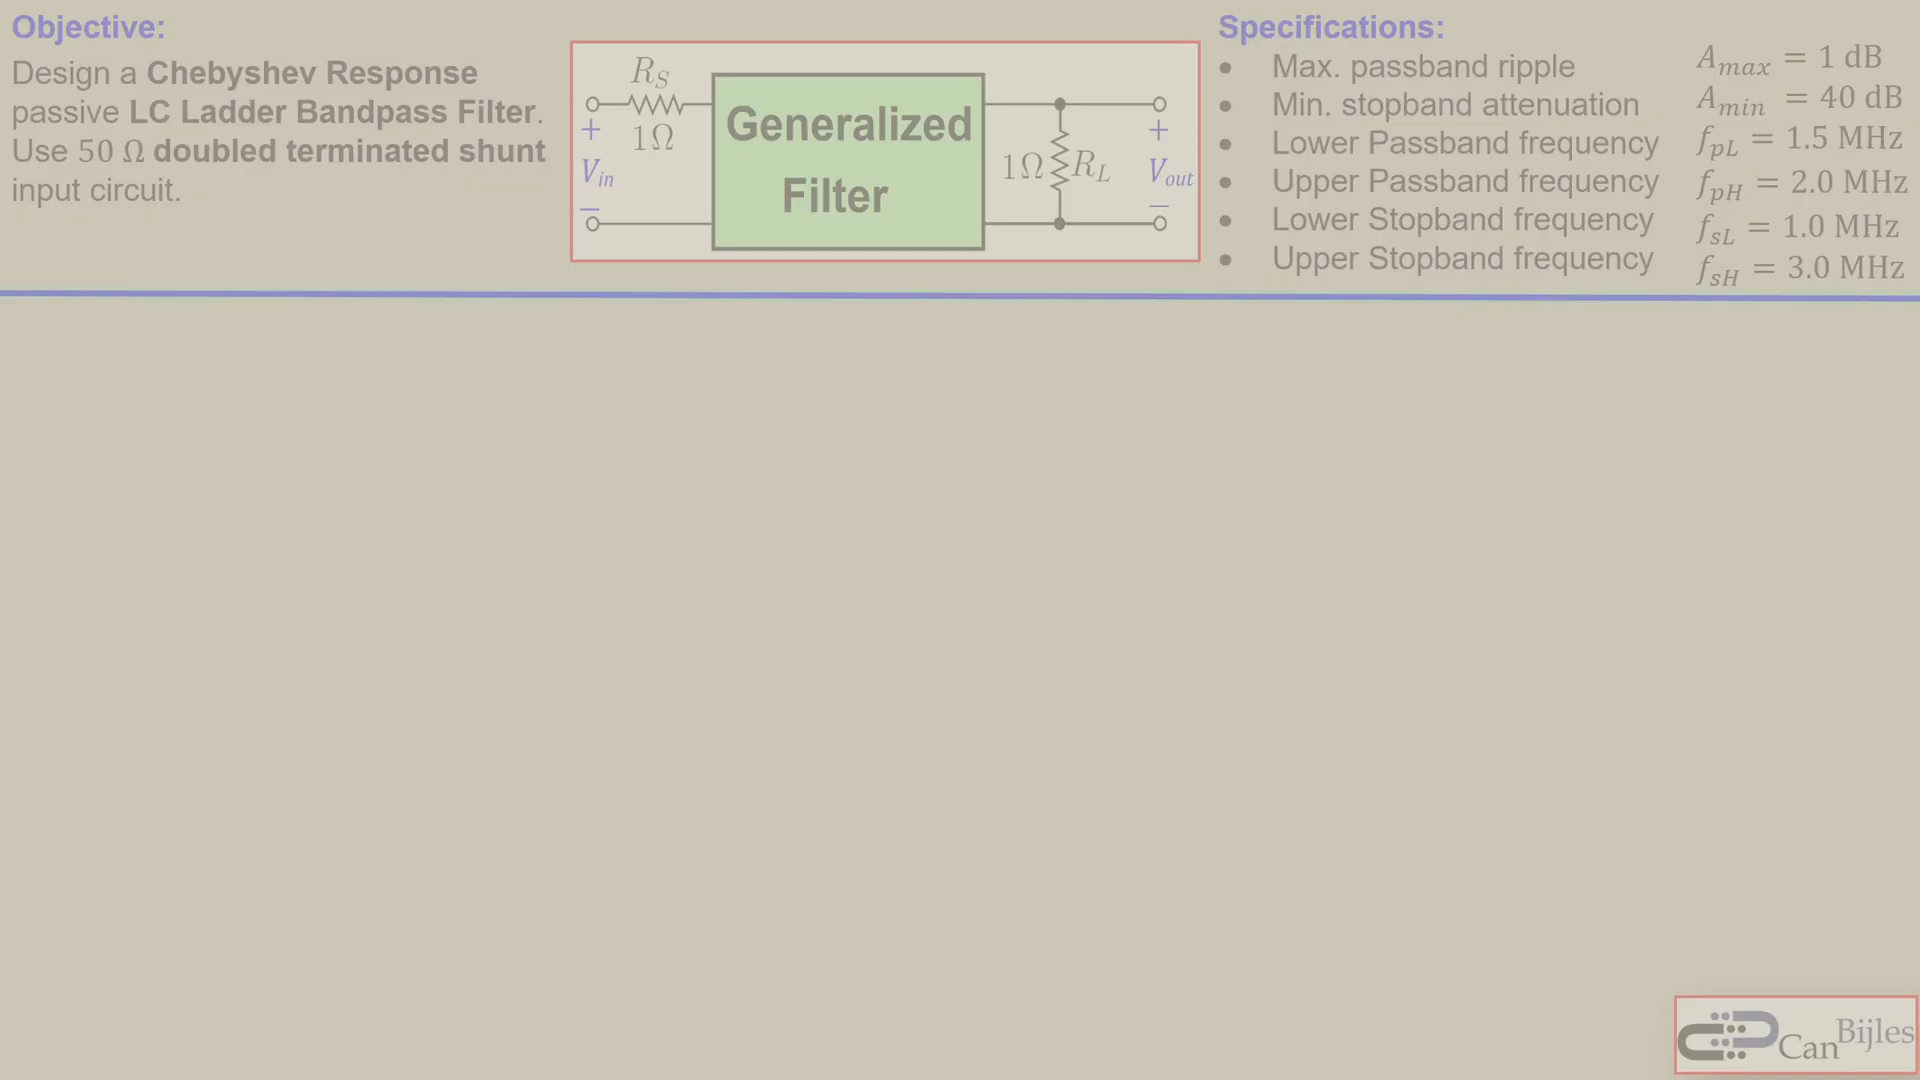 Objective:
Design a Chebyshev Response
passive LC Ladder Bandpass Filter.
Use 50 Ω doubled terminated shunt
input circuit.
R_S
1Ω
+
V_in
−
Generalized
Filter
1Ω
R_L
+
V_out
−
Specifications:
• Max. passband ripple A_max = 1 dB
• Min. stopband attenuation A_min = 40 dB
• Lower Passband frequency f_pL = 1.5 MHz
• Upper Passband frequency f_pH = 2.0 MHz
• Lower Stopband frequency f_sL = 1.0 MHz
• Upper Stopband frequency f_sH = 3.0 MHz
CanBijles